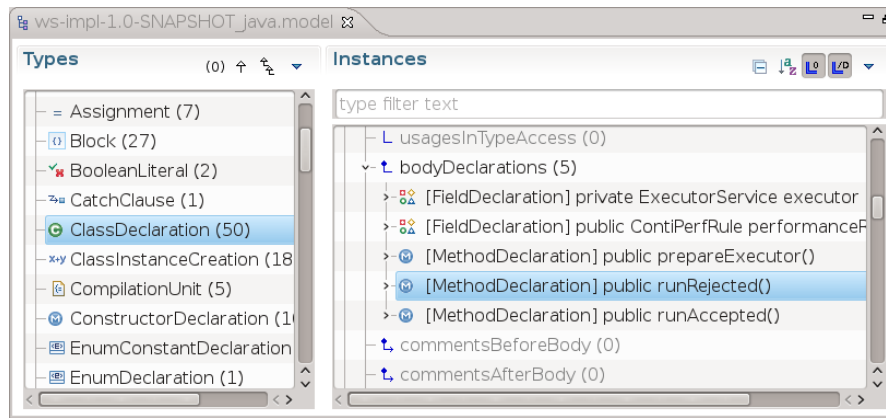 ws-impl-1.0-SNAPSHOT_java.model
Types
(0)
Assignment (7)
Block (27)
BooleanLiteral (2)
CatchClause (1)
ClassDeclaration (50)
ClassInstanceCreation (18
CompilationUnit (5)
ConstructorDeclaration (1
EnumConstantDeclaration
EnumDeclaration (1)
Instances
type filter text
usagesInTypeAccess (0)
bodyDeclarations (5)
[FieldDeclaration] private ExecutorService executor
[FieldDeclaration] public ContiPerfRule performanceR
[MethodDeclaration] public prepareExecutor()
[MethodDeclaration] public runRejected()
[MethodDeclaration] public runAccepted()
commentsBeforeBody (0)
commentsAfterBody (0)